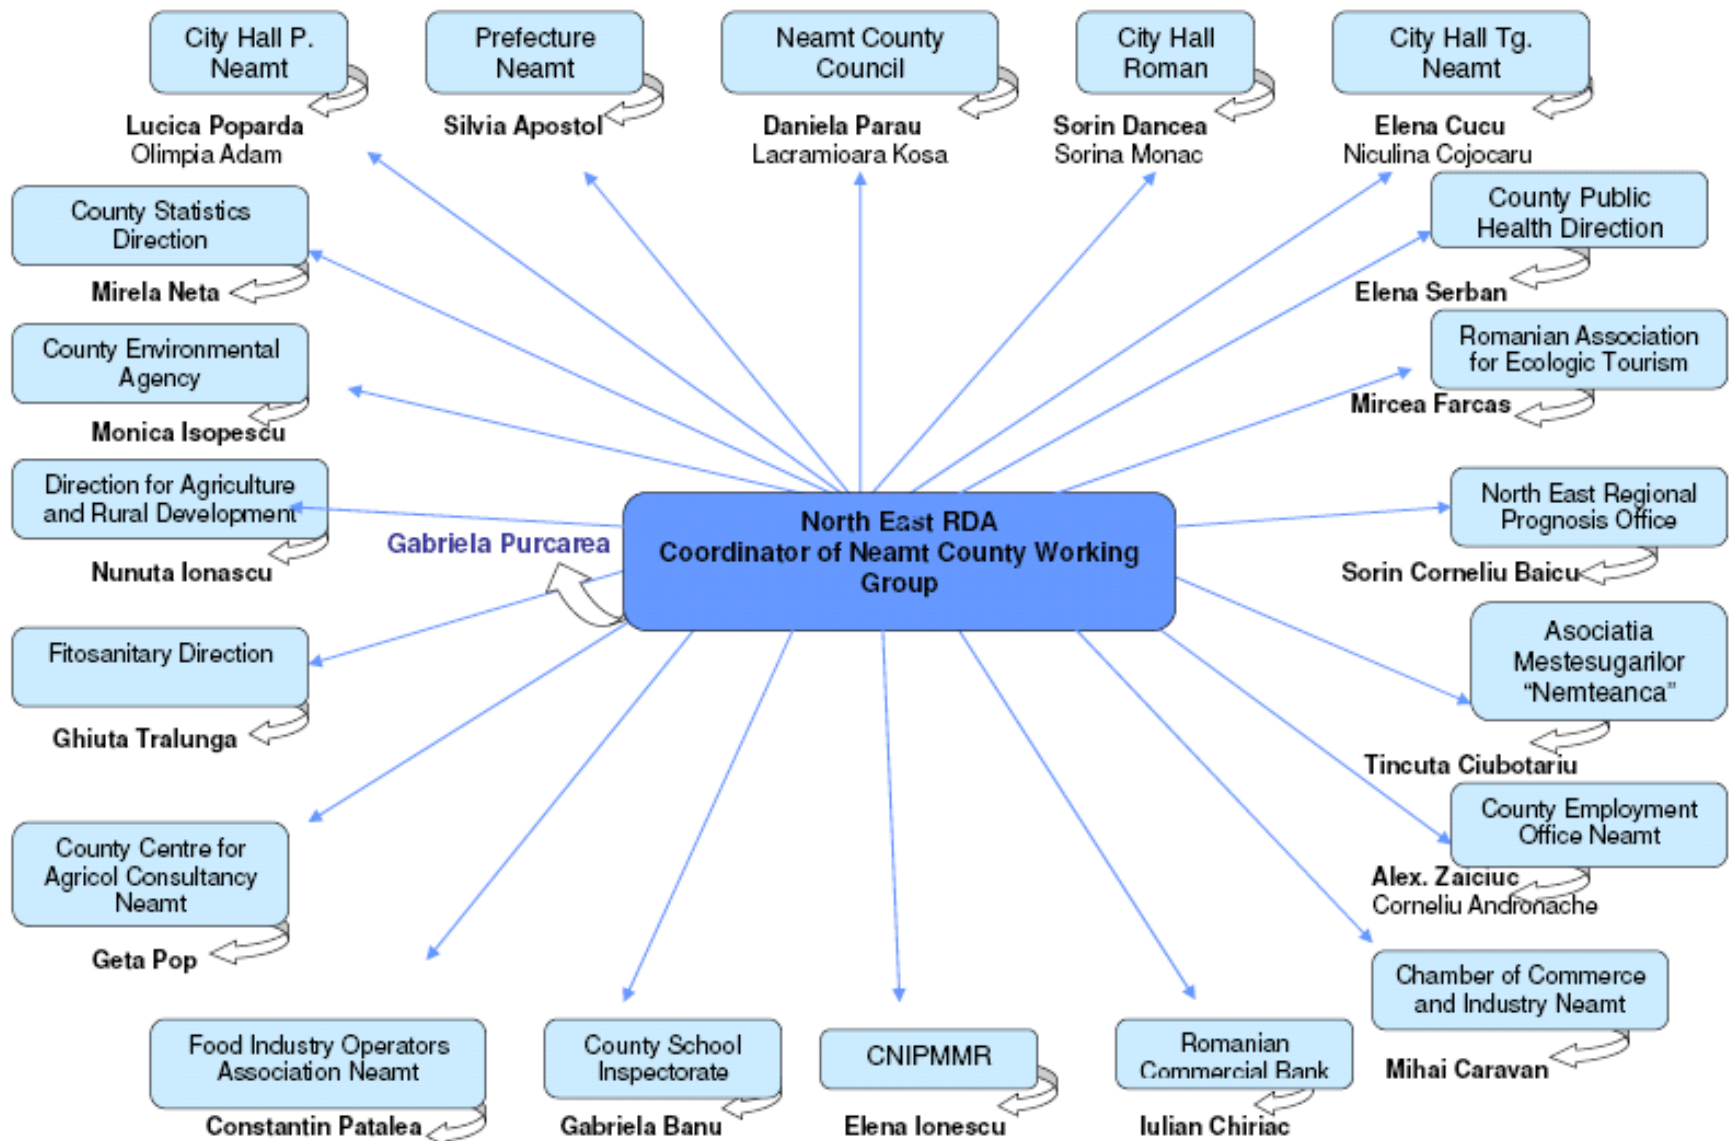 City Hall P.
Neamt
Prefecture
Neamt
Neamt County
Council
City Hall
Roman
City Hall Tg.
Neamt
Lucica Poparda
Olimpia Adam
Silvia Apostol
Daniela Parau
Lacramioara Kosa
Sorin Dancea
Sorina Monac
Elena Cucu
Niculina Cojocaru
County Statistics
Direction
Mirela Neta
County Public
Health Direction
Elena Serban
County Environmental
Agency
Monica Isopescu
Romanian Association
for Ecologic Tourism
Mircea Farcas
Direction for Agriculture
and Rural Development
Nunuta Ionascu
Gabriela Purcarea
North East RDA
Coordinator of Neamt County Working
Group
North East Regional
Prognosis Office
Sorin Corneliu Baicu
Fitosanitary Direction
Ghiuta Tralunga
Asociatia
Mestesugarilor
“Nemteanca”
Tincuta Ciubotariu
County Employment
Office Neamt
Alex. Zaiciuc
Corneliu Andronache
County Centre for
Agricol Consultancy
Neamt
Geta Pop
Chamber of Commerce
and Industry Neamt
Mihai Caravan
Food Industry Operators
Association Neamt
Constantin Patalea
County School
Inspectorate
Gabriela Banu
CNIPMMR
Elena Ionescu
Romanian
Commercial Bank
Iulian Chiriac